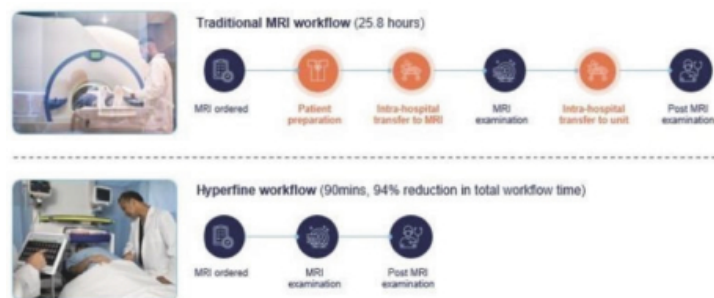 Traditional MRI workflow (25.8 hours)
MRI ordered
Patient
preparation
Intra-hospital
transfer to MRI
MRI
examination
Intra-hospital
transfer to unit
Post MRI
examination
Hyperfine workflow (90mins, 94% reduction in total workflow time)
MRI ordered
MRI
examination
Post MRI
examination